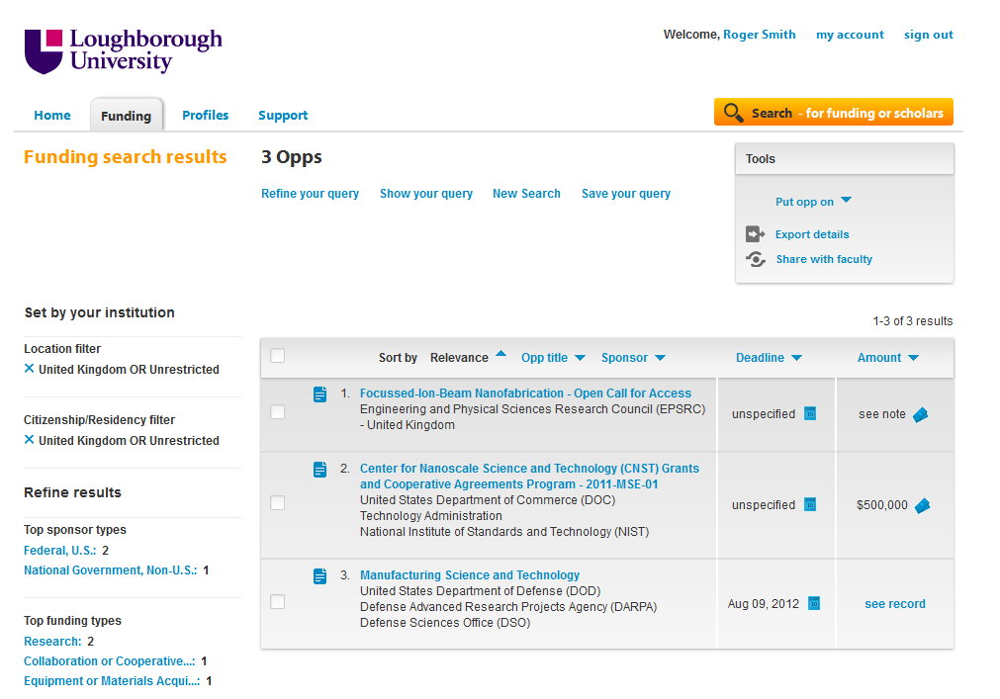 Loughborough
University
Welcome, Roger Smith my account sign out
Home Funding Profiles Support
Search - for funding or scholars
Funding search results
3 Opps
Refine your query Show your query New Search Save your query
Tools
Put opp on
Export details
Share with faculty
Set by your institution
Location filter
United Kingdom OR Unrestricted
Citizenship/Residency filter
United Kingdom OR Unrestricted
Refine results
Top sponsor types
Federal, U.S.: 2
National Government, Non-U.S.: 1
Top funding types
Research: 2
Collaboration or Cooperative...: 1
Equipment or Materials Acqui...: 1
1-3 of 3 results
Sort by Relevance Opp title Sponsor Deadline Amount
1. Focussed-Ion-Beam Nanofabrication - Open Call for Access
Engineering and Physical Sciences Research Council (EPSRC)
- United Kingdom
unspecified
see note
2. Center for Nanoscale Science and Technology (CNST) Grants
and Cooperative Agreements Program - 2011-MSE-01
United States Department of Commerce (DOC)
Technology Administration
National Institute of Standards and Technology (NIST)
unspecified
$500,000
3. Manufacturing Science and Technology
United States Department of Defense (DOD)
Defense Advanced Research Projects Agency (DARPA)
Defense Sciences Office (DSO)
Aug 09, 2012
see record